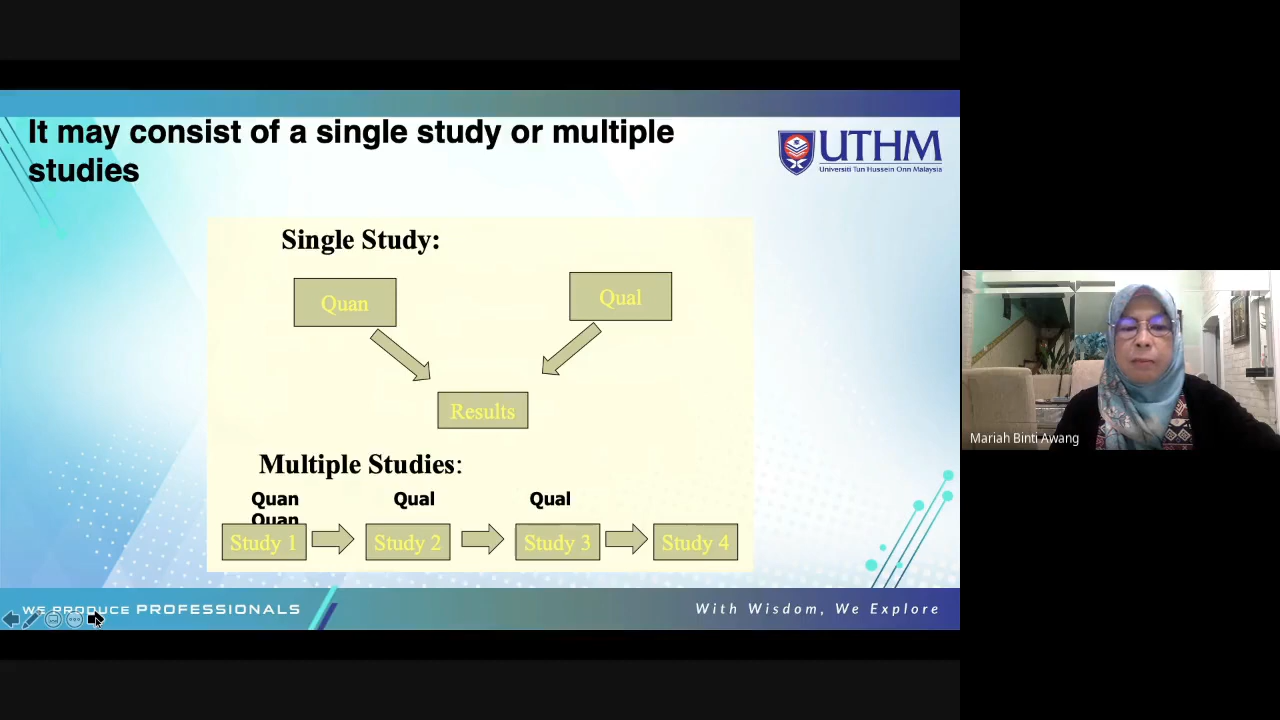 It may consist of a single study or multiple
studies
UTHM
Universiti Tun Hussein Onn Malaysia
Single Study:
Quan
Qual
Results
Multiple Studies:
Quan Qual Qual
Quan
Study 1 Study 2 Study 3 Study 4
Mariah Binti Awang
WE PRODUCE PROFESSIONALS
With Wisdom, We Explore